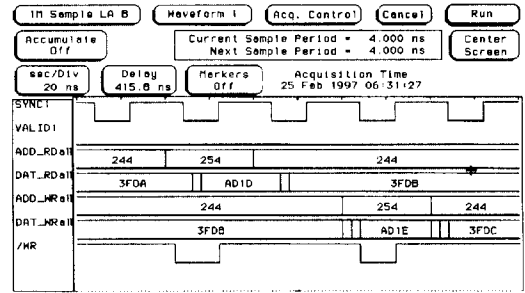 1M Sample LA B Waveform 1 Acq. Control Cancel Run
Accumulate Off Current Sample Period = 4.000 ns Center Screen
Next Sample Period = 4.000 ns
sec/Div 20 ns Delay 415.6 ns Markers Off Acquisition Time 25 Feb 1997 06:31:27
SYNC1
VALID1
ADD_RDall 244 254 244
DAT_RDall 3FDA AD1D 3FDB
ADD_WRall 244 254 244
DAT_WRall 3FDB AD1E 3FDC
/WR